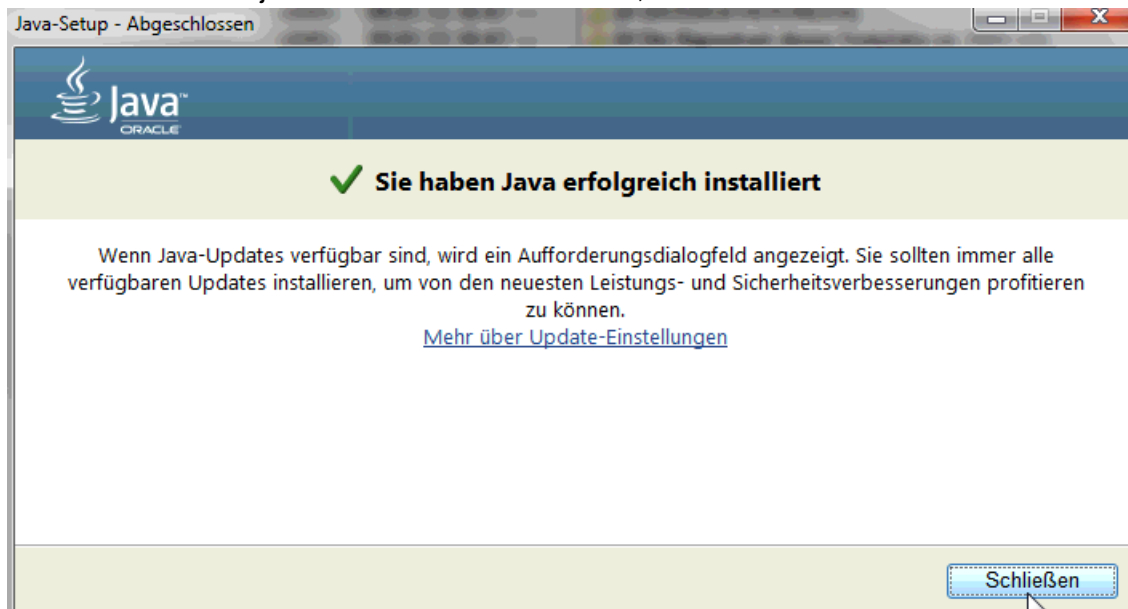 Java-Setup - Abgeschlossen
Java™
ORACLE
Sie haben Java erfolgreich installiert
Wenn Java-Updates verfügbar sind, wird ein Aufforderungsdialogfeld angezeigt. Sie sollten immer alle
verfügbaren Updates installieren, um von den neuesten Leistungs- und Sicherheitsverbesserungen profitieren
zu können.
Mehr über Update-Einstellungen
Schließen